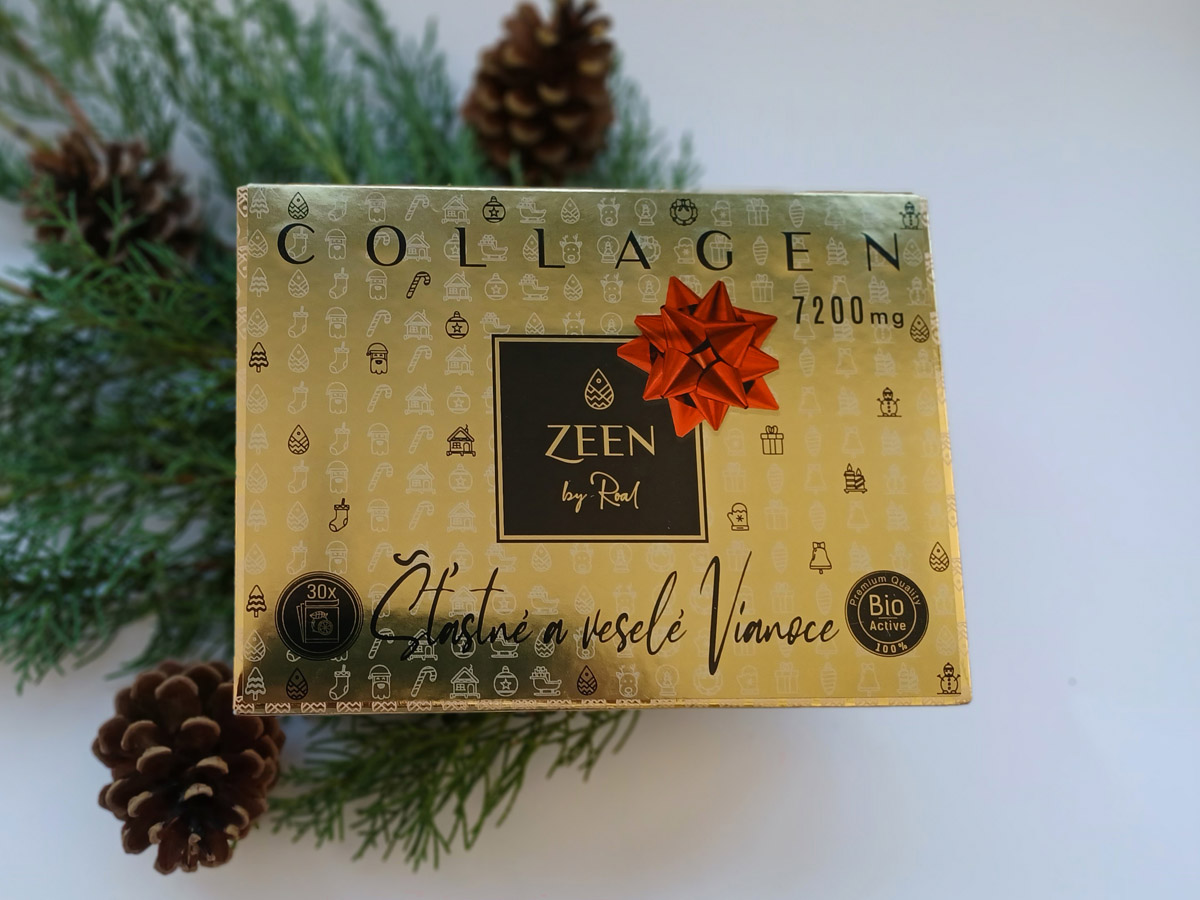 COLLAGEN
7200mg
ZEEN
by Roal
30x
Šťastné a veselé Vianoce
Premium Quality
Bio
Active
100%